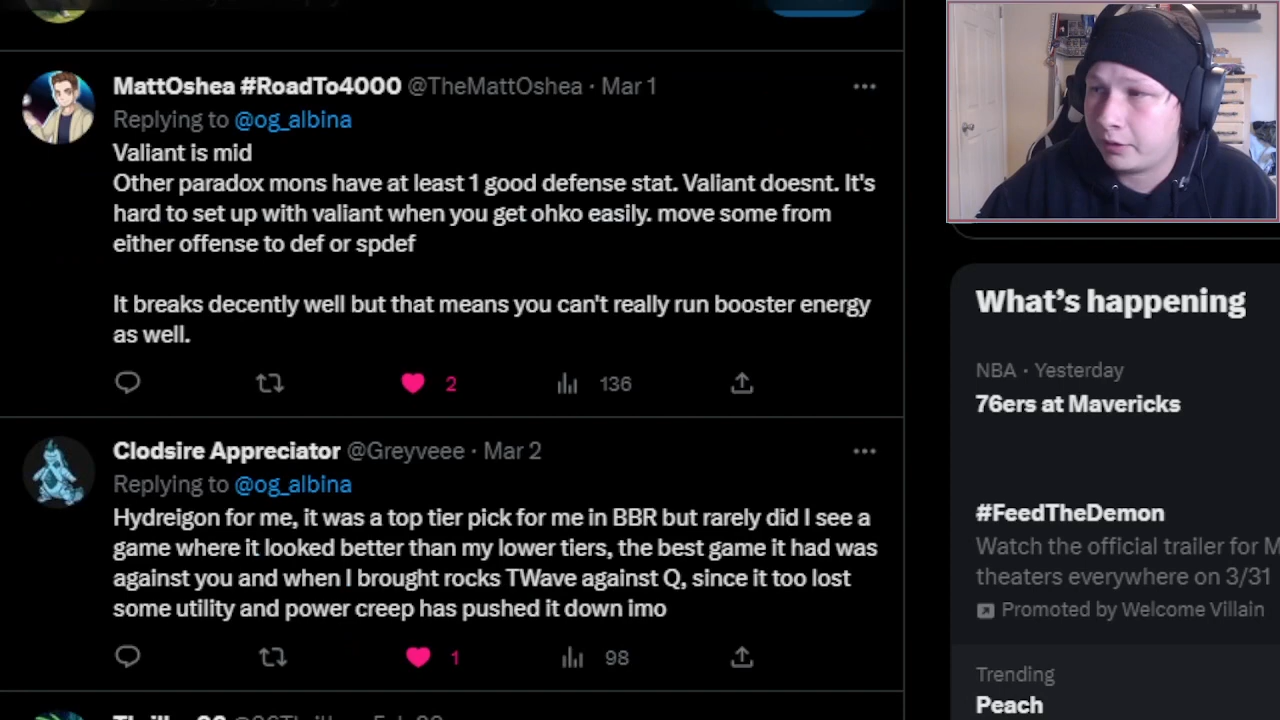 MattOshea #RoadTo4000 @TheMattOshea · Mar 1
Replying to @og_albina
Valiant is mid
Other paradox mons have at least 1 good defense stat. Valiant doesnt. It's
hard to set up with valiant when you get ohko easily. move some from
either offense to def or spdef
It breaks decently well but that means you can't really run booster energy
as well.
2 136
Clodsire Appreciator @Greyveee · Mar 2
Replying to @og_albina
Hydreigon for me, it was a top tier pick for me in BBR but rarely did I see a
game where it looked better than my lower tiers, the best game it had was
against you and when I brought rocks TWave against Q, since it too lost
some utility and power creep has pushed it down imo
1 98
What's happening
NBA · Yesterday
76ers at Mavericks
#FeedTheDemon
Watch the official trailer for M
theaters everywhere on 3/31
Promoted by Welcome Villain
Trending
Peach